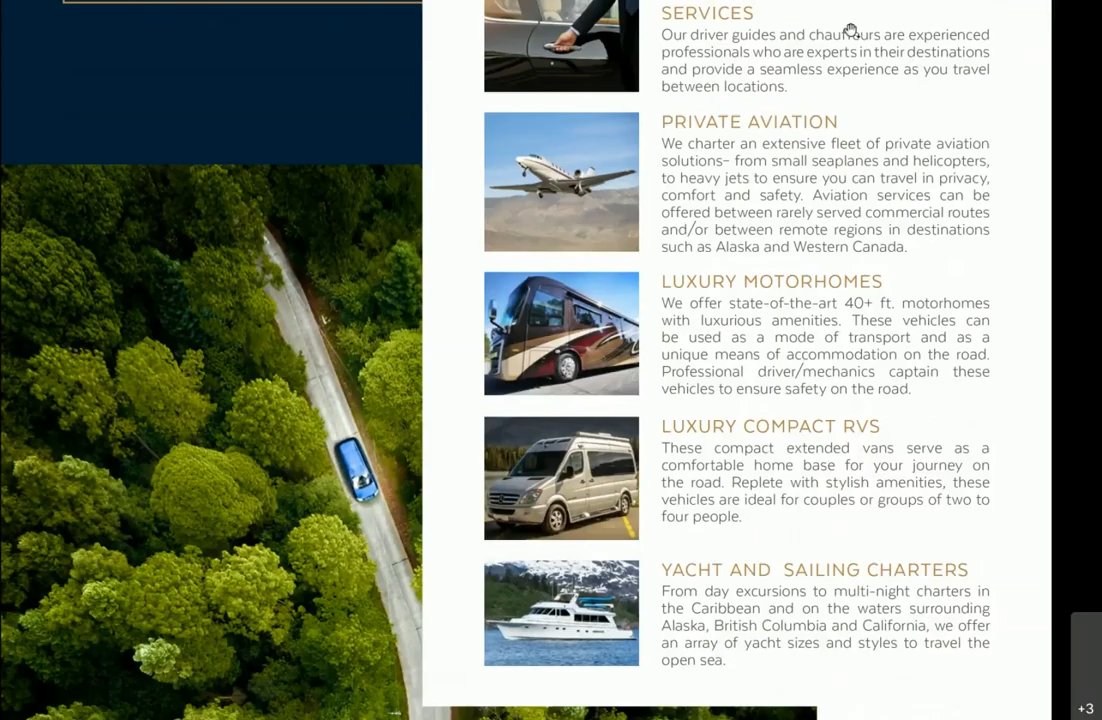 SERVICES
Our driver guides and chauffeurs are experienced
professionals who are experts in their destinations
and provide a seamless experience as you travel
between locations.
PRIVATE AVIATION
We charter an extensive fleet of private aviation
solutions– from small seaplanes and helicopters,
to heavy jets to ensure you can travel in privacy,
comfort and safety. Aviation services can be
offered between rarely served commercial routes
and/or between remote regions in destinations
such as Alaska and Western Canada.
LUXURY MOTORHOMES
We offer state-of-the-art 40+ ft. motorhomes
with luxurious amenities. These vehicles can
be used as a mode of transport and as a
unique means of accommodation on the road.
Professional driver/mechanics captain these
vehicles to ensure safety on the road.
LUXURY COMPACT RVS
These compact extended vans serve as a
comfortable home base for your journey on
the road. Replete with stylish amenities, these
vehicles are ideal for couples or groups of two to
four people.
YACHT AND SAILING CHARTERS
From day excursions to multi-night charters in
the Caribbean and on the waters surrounding
Alaska, British Columbia and California, we offer
an array of yacht sizes and styles to travel the
open sea.
+3